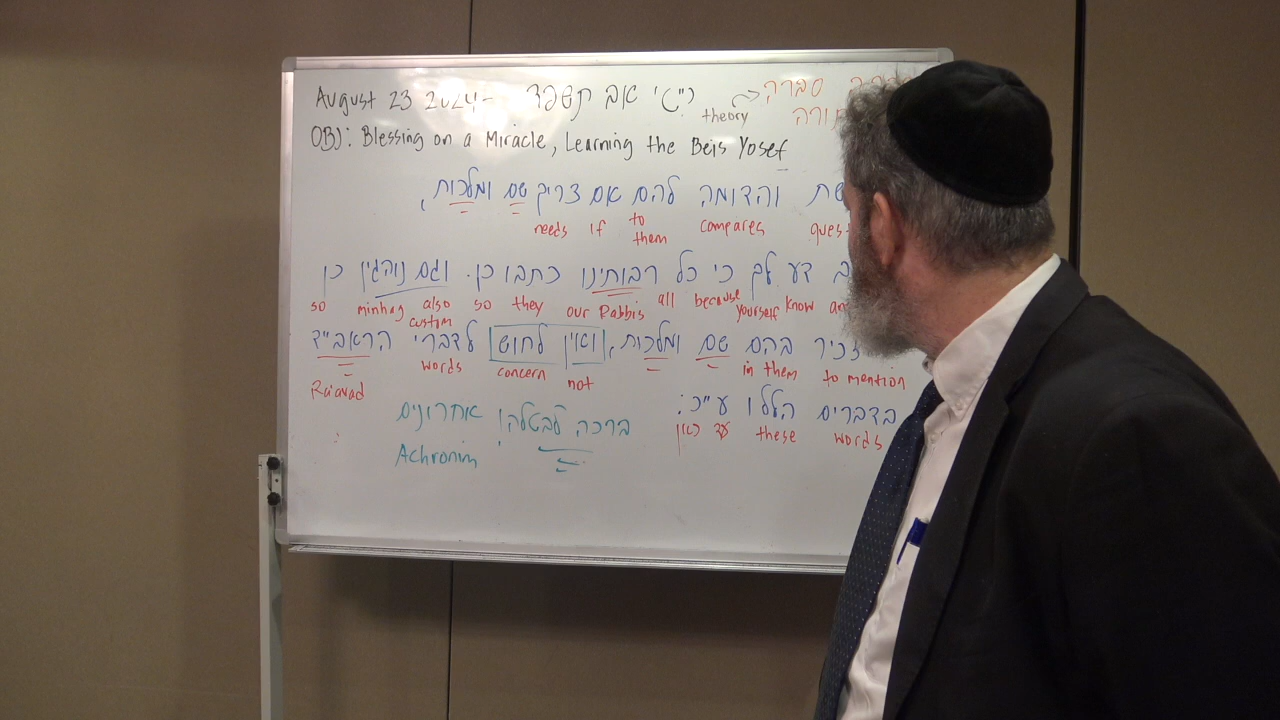 August 23 2024 - י"ט אב תשפד
סברה
theory
OBJ: Blessing on a Miracle, Learning the Beis Yosef
והדומה להם אם צריך שם ומלכות,
needs if to them compares
דע לך כי כל רבותינו כתבו כן. וגם נוהגין כן
so minhag custom also so they our Rabbis all because yourself know
בהם שם ומלכות, ואין לחוש לדברי הראב"ד
Raavad words concern not in them to mention
בדברים הללו ע"כ:
עד כאן these words
ברכה לבטלה! אחרונים
Achronim